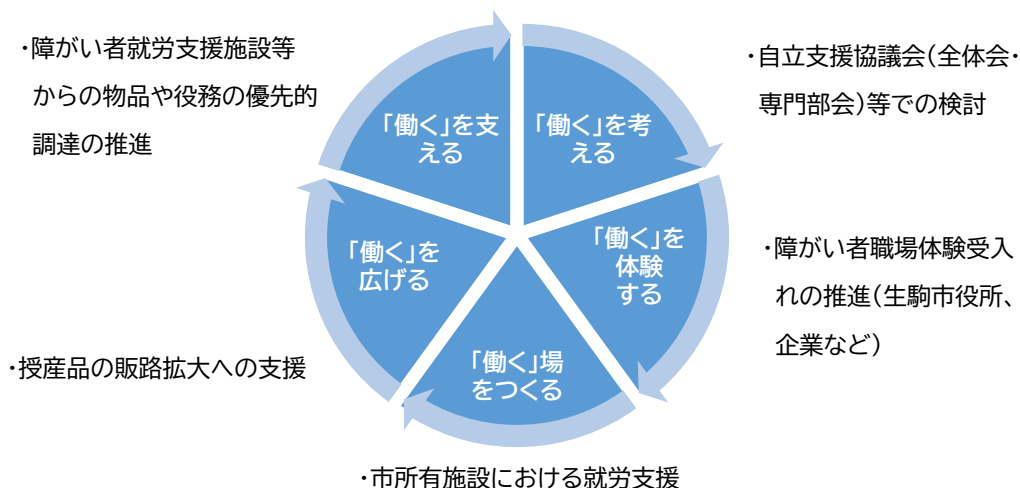 ・障がい者就労支援施設等
からの物品や役務の優先的
調達の推進
・自立支援協議会(全体会・
専門部会)等での検討
「働く」を支
える
「働く」を考
える
「働く」を
広げる
「働く」を
体験
する
・障がい者職場体験受入
れの推進(生駒市役所、
企業など)
「働く」場
をつくる
・授産品の販路拡大への支援
・市所有施設における就労支援